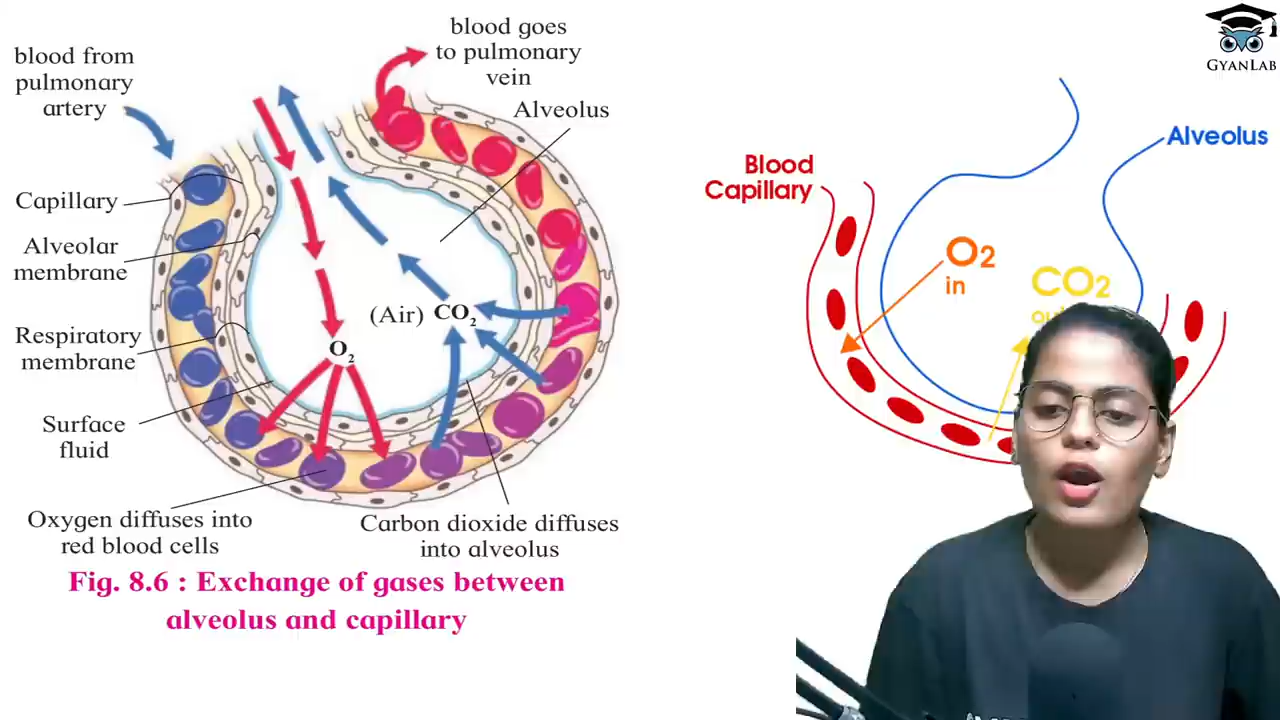 blood from
pulmonary
artery
blood goes
to pulmonary
vein
Alveolus
Capillary
Alveolar
membrane
Respiratory
membrane
Surface
fluid
(Air) CO2
O2
Oxygen diffuses into
red blood cells
Carbon dioxide diffuses
into alveolus
Fig. 8.6 : Exchange of gases between
alveolus and capillary
GYANLAB
Alveolus
Blood
Capillary
O2
in
CO2